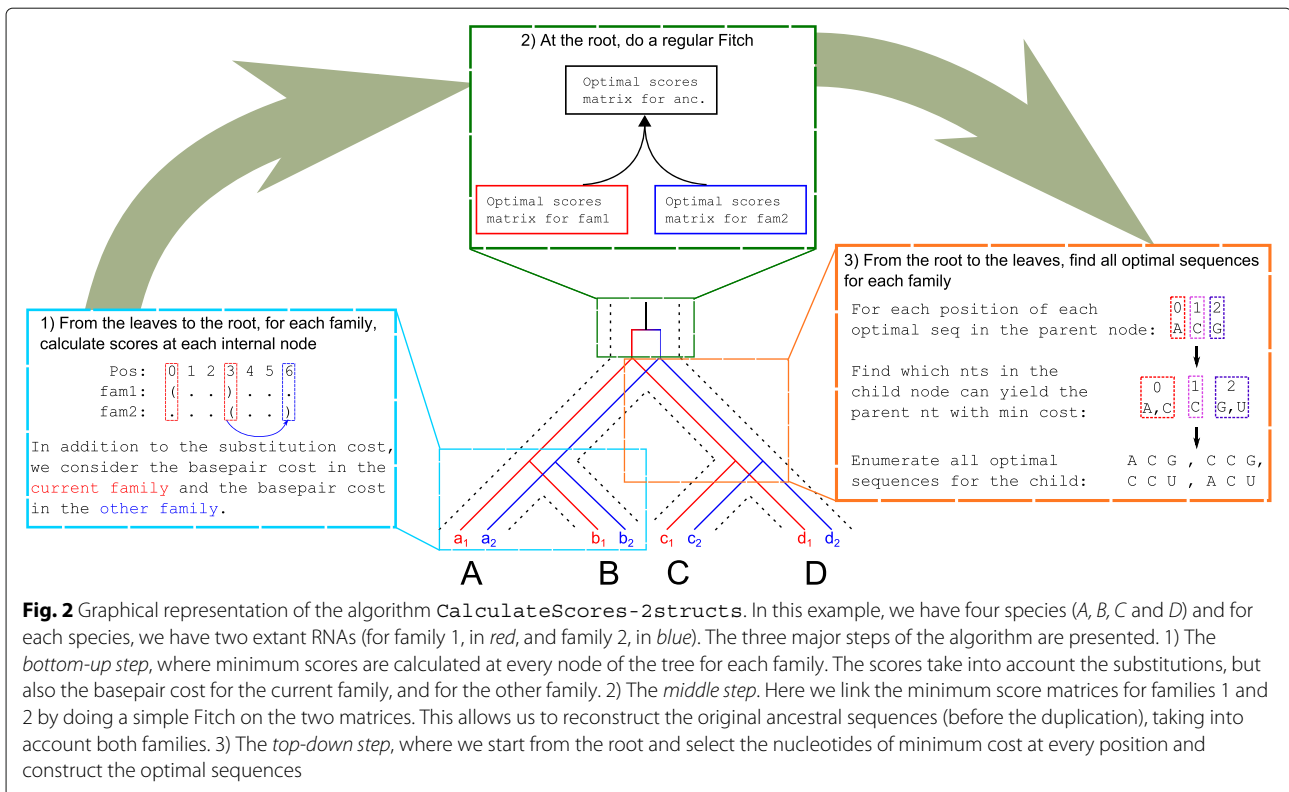 2) At the root, do a regular Fitch
Optimal scores
matrix for anc.
Optimal scores
matrix for fam1
Optimal scores
matrix for fam2
1) From the leaves to the root, for each family,
calculate scores at each internal node
Pos: 0 1 2 3 4 5 6
fam1: ( . . ) . . .
fam2: . . . ( . . )
In addition to the substitution cost,
we consider the basepair cost in the
current family and the basepair cost
in the other family.
3) From the root to the leaves, find all optimal sequences
for each family
0 1 2
For each position of each
optimal seq in the parent node: A C G
Find which nts in the
child node can yield the
parent nt with min cost:
0 1 2
A,C C G,U
Enumerate all optimal
sequences for the child:
A C G , C C G,
C C U , A C U
a1 a2 b1 b2 c1 c2 d1 d2
A B C D
Fig. 2 Graphical representation of the algorithm CalculateScores-2structs. In this example, we have four species (A, B, C and D) and for
each species, we have two extant RNAs (for family 1, in red, and family 2, in blue). The three major steps of the algorithm are presented. 1) The
bottom-up step, where minimum scores are calculated at every node of the tree for each family. The scores take into account the substitutions, but
also the basepair cost for the current family, and for the other family. 2) The middle step. Here we link the minimum score matrices for families 1 and
2 by doing a simple Fitch on the two matrices. This allows us to reconstruct the original ancestral sequences (before the duplication), taking into
account both families. 3) The top-down step, where we start from the root and select the nucleotides of minimum cost at every position and
construct the optimal sequences